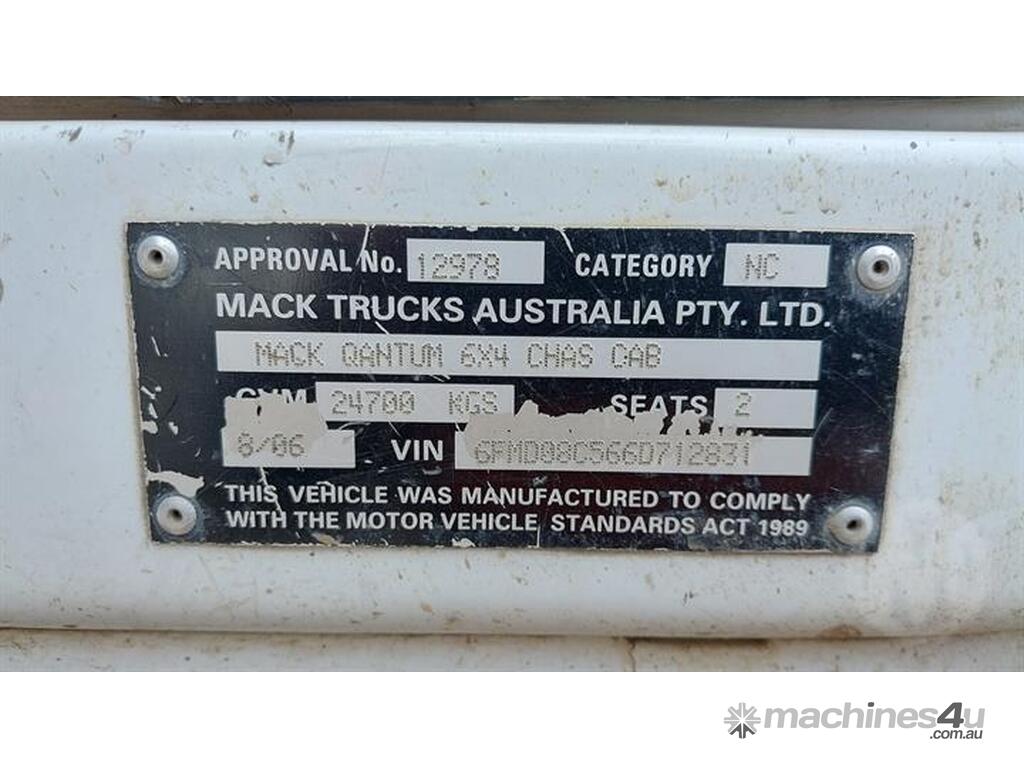 APPROVAL No. 12978 CATEGORY NC
MACK TRUCKS AUSTRALIA PTY. LTD.
MACK QANTUM 6X4 CHAS CAB
GVM 24700 KGS SEATS 2
8/06 VIN 6FMD08C566D712831
THIS VEHICLE WAS MANUFACTURED TO COMPLY
WITH THE MOTOR VEHICLE STANDARDS ACT 1989
machines4u
.com.au